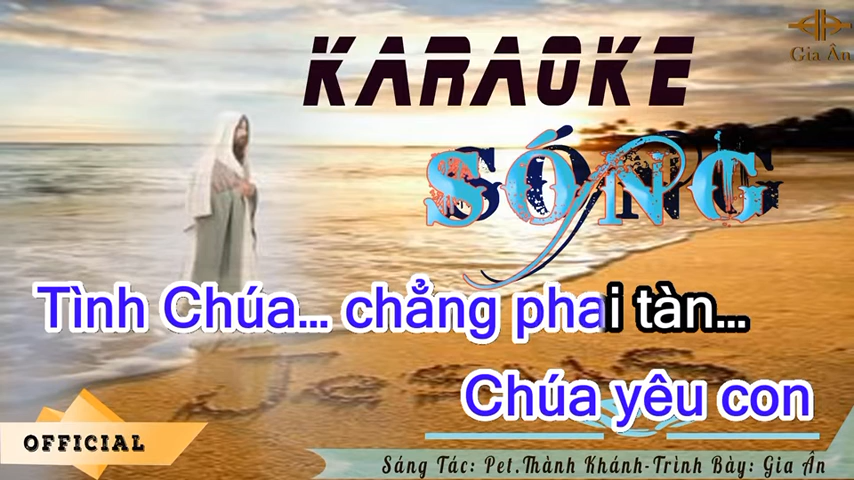 KARAOKE
Gia Ân
SÓNG
Tình Chúa... chẳng phai tàn...
Chúa yêu con
OFFICIAL
Sáng Tác: Pet.Thành Khánh-Trình Bày: Gia Ân